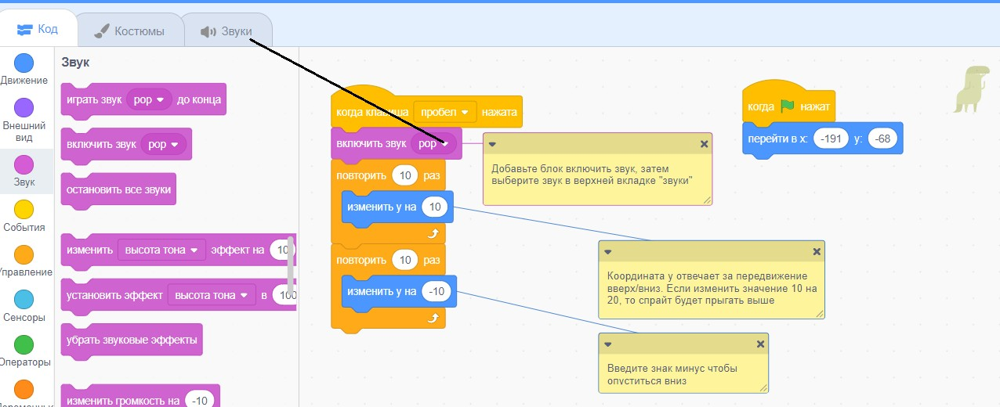 Код
Костюмы
Звуки
Движение
Внешний
вид
Звук
События
Управление
Сенсоры
Операторы
Звук
играть звук pop до конца
включить звук pop
остановить все звуки
изменить высота тона эффект на 10
установить эффект высота тона в 100
убрать звуковые эффекты
изменить громкость на -10
когда клавиша пробел нажата
включить звук pop
повторить 10 раз
изменить y на 10
повторить 10 раз
изменить y на -10
Добавьте блок включить звук, затем
выберите звук в верхней вкладке "звуки"
Координата y отвечает за передвижение
вверх/вниз. Если изменить значение 10 на
20, то спрайт будет прыгать выше
Введите знак минус чтобы
опуститься вниз
когда нажат
перейти в x: -191 y: -68